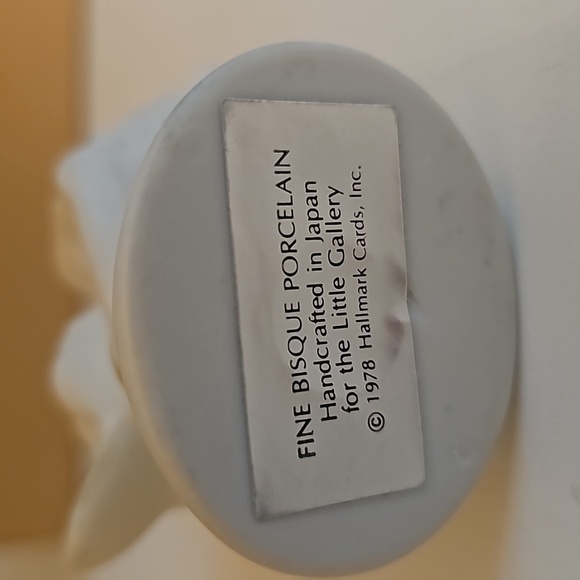 FINE BISQUE PORCELAIN
Handcrafted in Japan
for the Little Gallery
© 1978 Hallmark Cards, Inc.